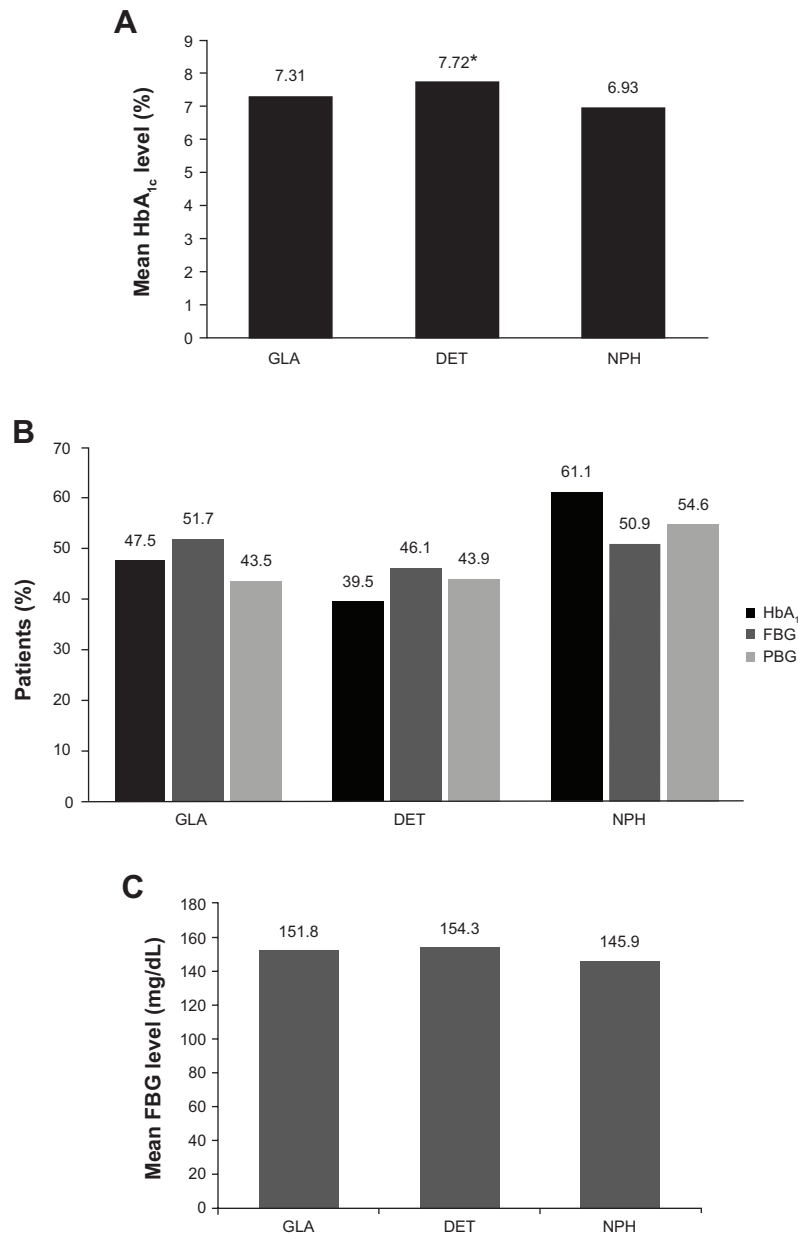 A
Mean HbA1c level (%)
9
8
7
6
5
4
3
2
1
0
7.31
7.72*
6.93
GLA
DET
NPH
B
Patients (%)
70
60
50
40
30
20
10
0
47.5
51.7
43.5
39.5
46.1
43.9
61.1
50.9
54.6
GLA
DET
NPH
HbA1
FBG
PBG
C
Mean FBG level (mg/dL)
180
160
140
120
100
80
60
40
20
0
151.8
154.3
145.9
GLA
DET
NPH